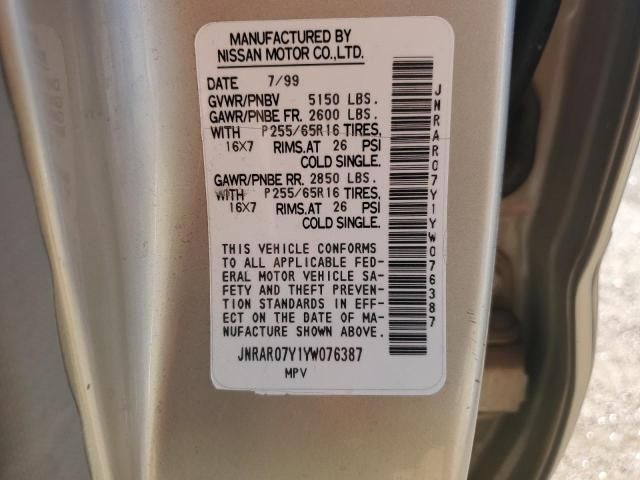 MANUFACTURED BY
NISSAN MOTOR CO.,LTD.
DATE 7/99
GVWR/PNBV 5150 LBS.
GAWR/PNBE FR. 2600 LBS.
WITH P255/65R16 TIRES,
16X7 RIMS.AT 26 PSI
COLD SINGLE.
GAWR/PNBE RR. 2850 LBS.
WITH P255/65R16 TIRES,
16X7 RIMS.AT 26 PSI
COLD SINGLE.
THIS VEHICLE CONFORMS
TO ALL APPLICABLE FED-
ERAL MOTOR VEHICLE SA-
FETY AND THEFT PREVEN-
TION STANDARDS IN EFF-
ECT ON THE DATE OF MA-
NUFACTURE SHOWN ABOVE.
JNRAR07Y1YW076387
MPV
JNRAR07Y1YW076387